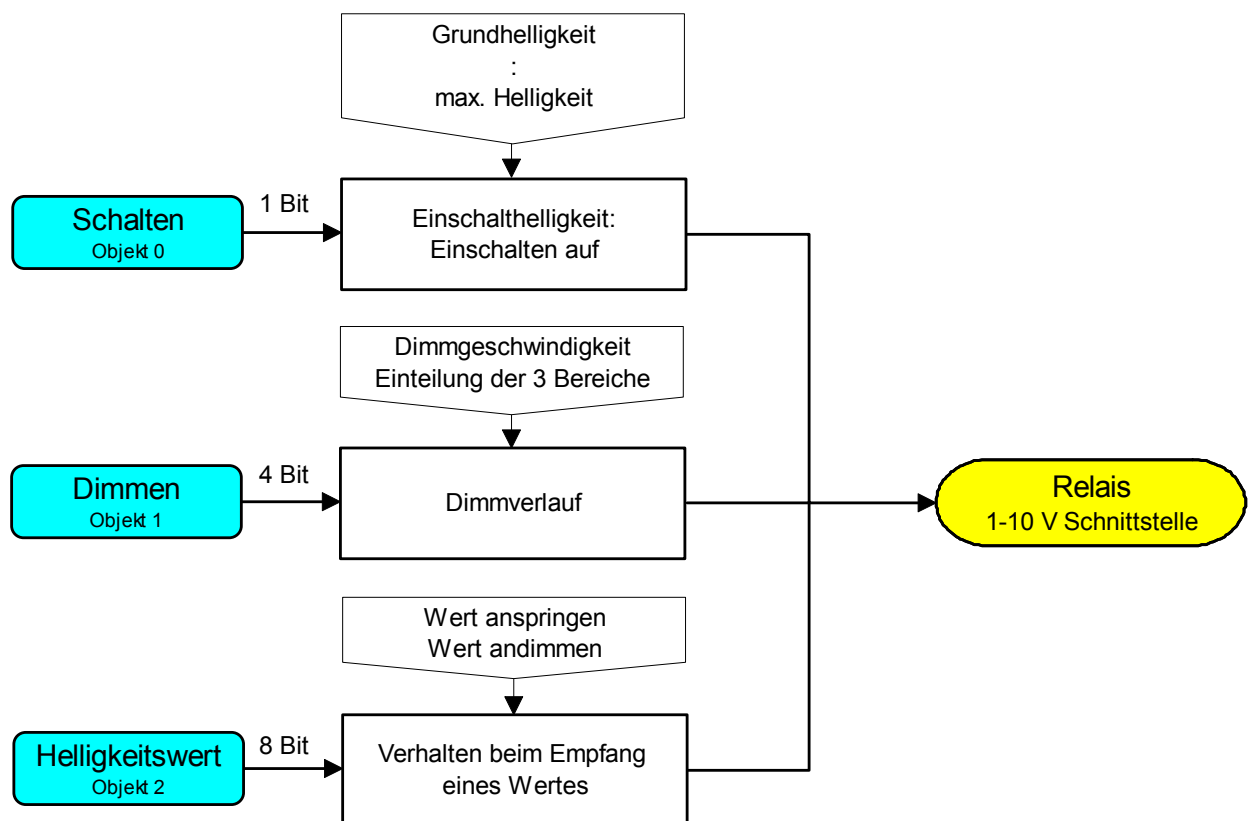 Grundhelligkeit
:
max. Helligkeit
Schalten
Objekt 0
1 Bit
Einschalthelligkeit:
Einschalten auf
Dimmgeschwindigkeit
Einteilung der 3 Bereiche
Dimmen
Objekt 1
4 Bit
Dimmverlauf
Relais
1-10 V Schnittstelle
Wert anspringen
Wert andimmen
Helligkeitswert
Objekt 2
8 Bit
Verhalten beim Empfang
eines Wertes